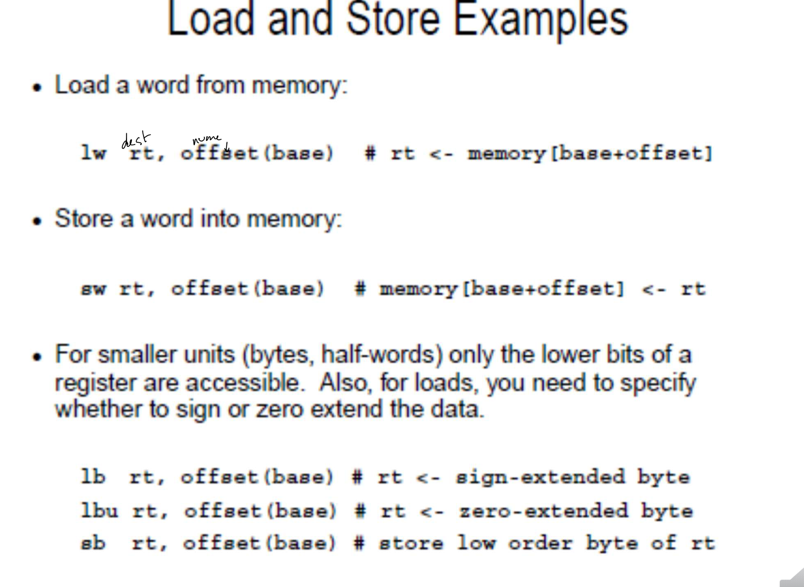 Load and Store Examples
• Load a word from memory:
dest
lw rt, offset(base) # rt <- memory[base+offset]
• Store a word into memory:
sw rt, offset(base) # memory[base+offset] <- rt
• For smaller units (bytes, half-words) only the lower bits of a
register are accessible. Also, for loads, you need to specify
whether to sign or zero extend the data.
lb rt, offset(base) # rt <- sign-extended byte
lbu rt, offset(base) # rt <- zero-extended byte
sb rt, offset(base) # store low order byte of rt